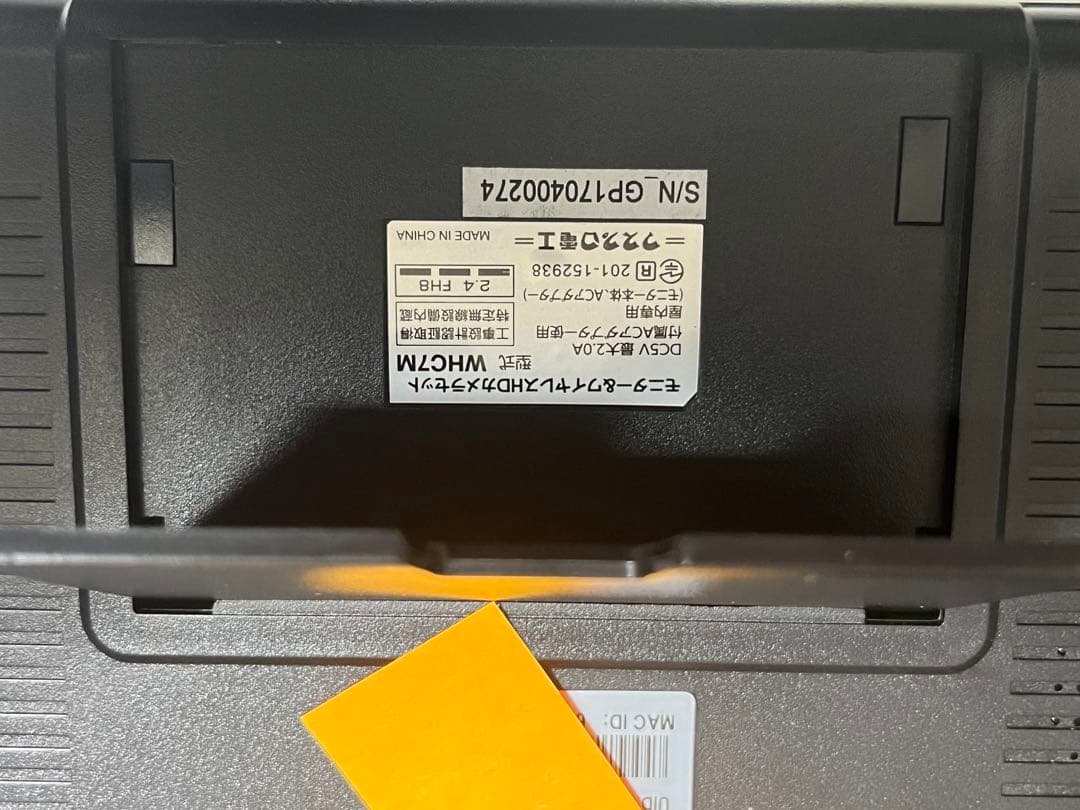 UID
MAC ID:
モニター&ワイヤレスHDカメラセット
型式 WHC7M
DC5V 最大2.0A
付属ACアダプター使用
屋内専用
(モニター本体、ACアダプター)
工事設計認証取得
特定無線設備内蔵
R 201-152938
2.4 FH8
=マスプロ電工=
MADE IN CHINA
S/N_GP170400274